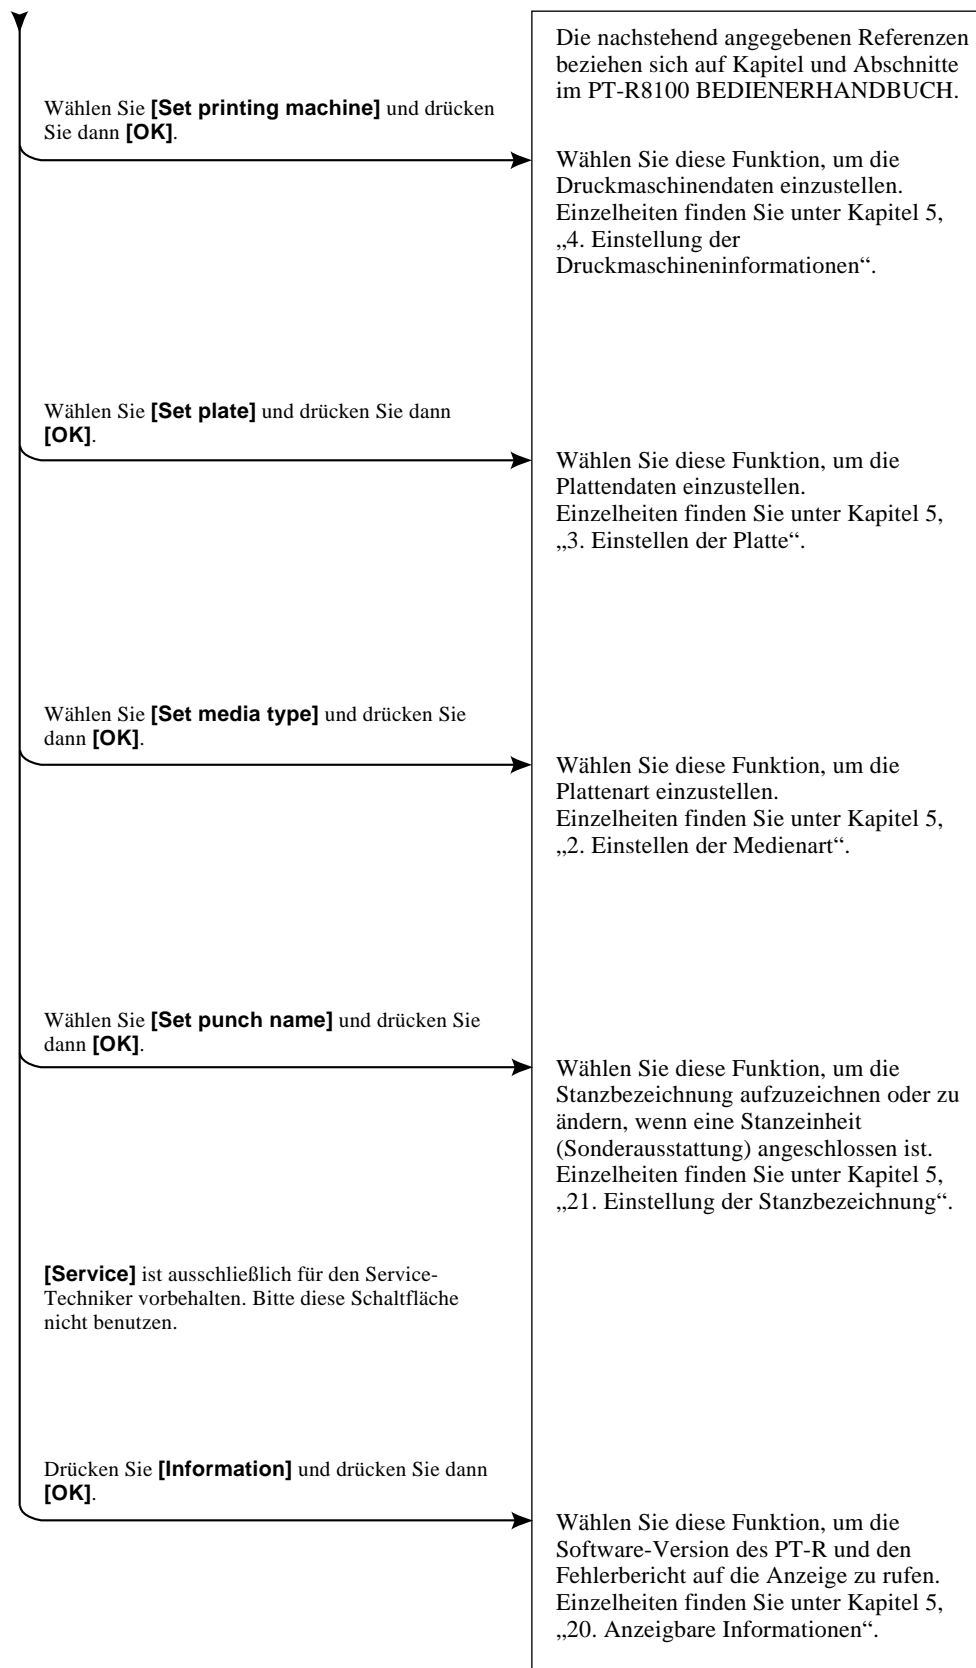 Die nachstehend angegebenen Referenzen
beziehen sich auf Kapitel und Abschnitte
im PT-R8100 BEDIENERHANDBUCH.
Wählen Sie [Set printing machine] und drücken
Sie dann [OK].
Wählen Sie diese Funktion, um die
Druckmaschinendaten einzustellen.
Einzelheiten finden Sie unter Kapitel 5,
„4. Einstellung der
Druckmaschineninformationen“.
Wählen Sie [Set plate] und drücken Sie dann
[OK].
Wählen Sie diese Funktion, um die
Plattendaten einzustellen.
Einzelheiten finden Sie unter Kapitel 5,
„3. Einstellen der Platte“.
Wählen Sie [Set media type] und drücken Sie
dann [OK].
Wählen Sie diese Funktion, um die
Plattenart einzustellen.
Einzelheiten finden Sie unter Kapitel 5,
„2. Einstellen der Medienart“.
Wählen Sie [Set punch name] und drücken Sie
dann [OK].
Wählen Sie diese Funktion, um die
Stanzbezeichnung aufzuzeichnen oder zu
ändern, wenn eine Stanzeinheit
(Sonderausstattung) angeschlossen ist.
Einzelheiten finden Sie unter Kapitel 5,
„21. Einstellung der Stanzbezeichnung“.
[Service] ist ausschließlich für den Service-
Techniker vorbehalten. Bitte diese Schaltfläche
nicht benutzen.
Drücken Sie [Information] und drücken Sie dann
[OK].
Wählen Sie diese Funktion, um die
Software-Version des PT-R und den
Fehlerbericht auf die Anzeige zu rufen.
Einzelheiten finden Sie unter Kapitel 5,
„20. Anzeigbare Informationen“.